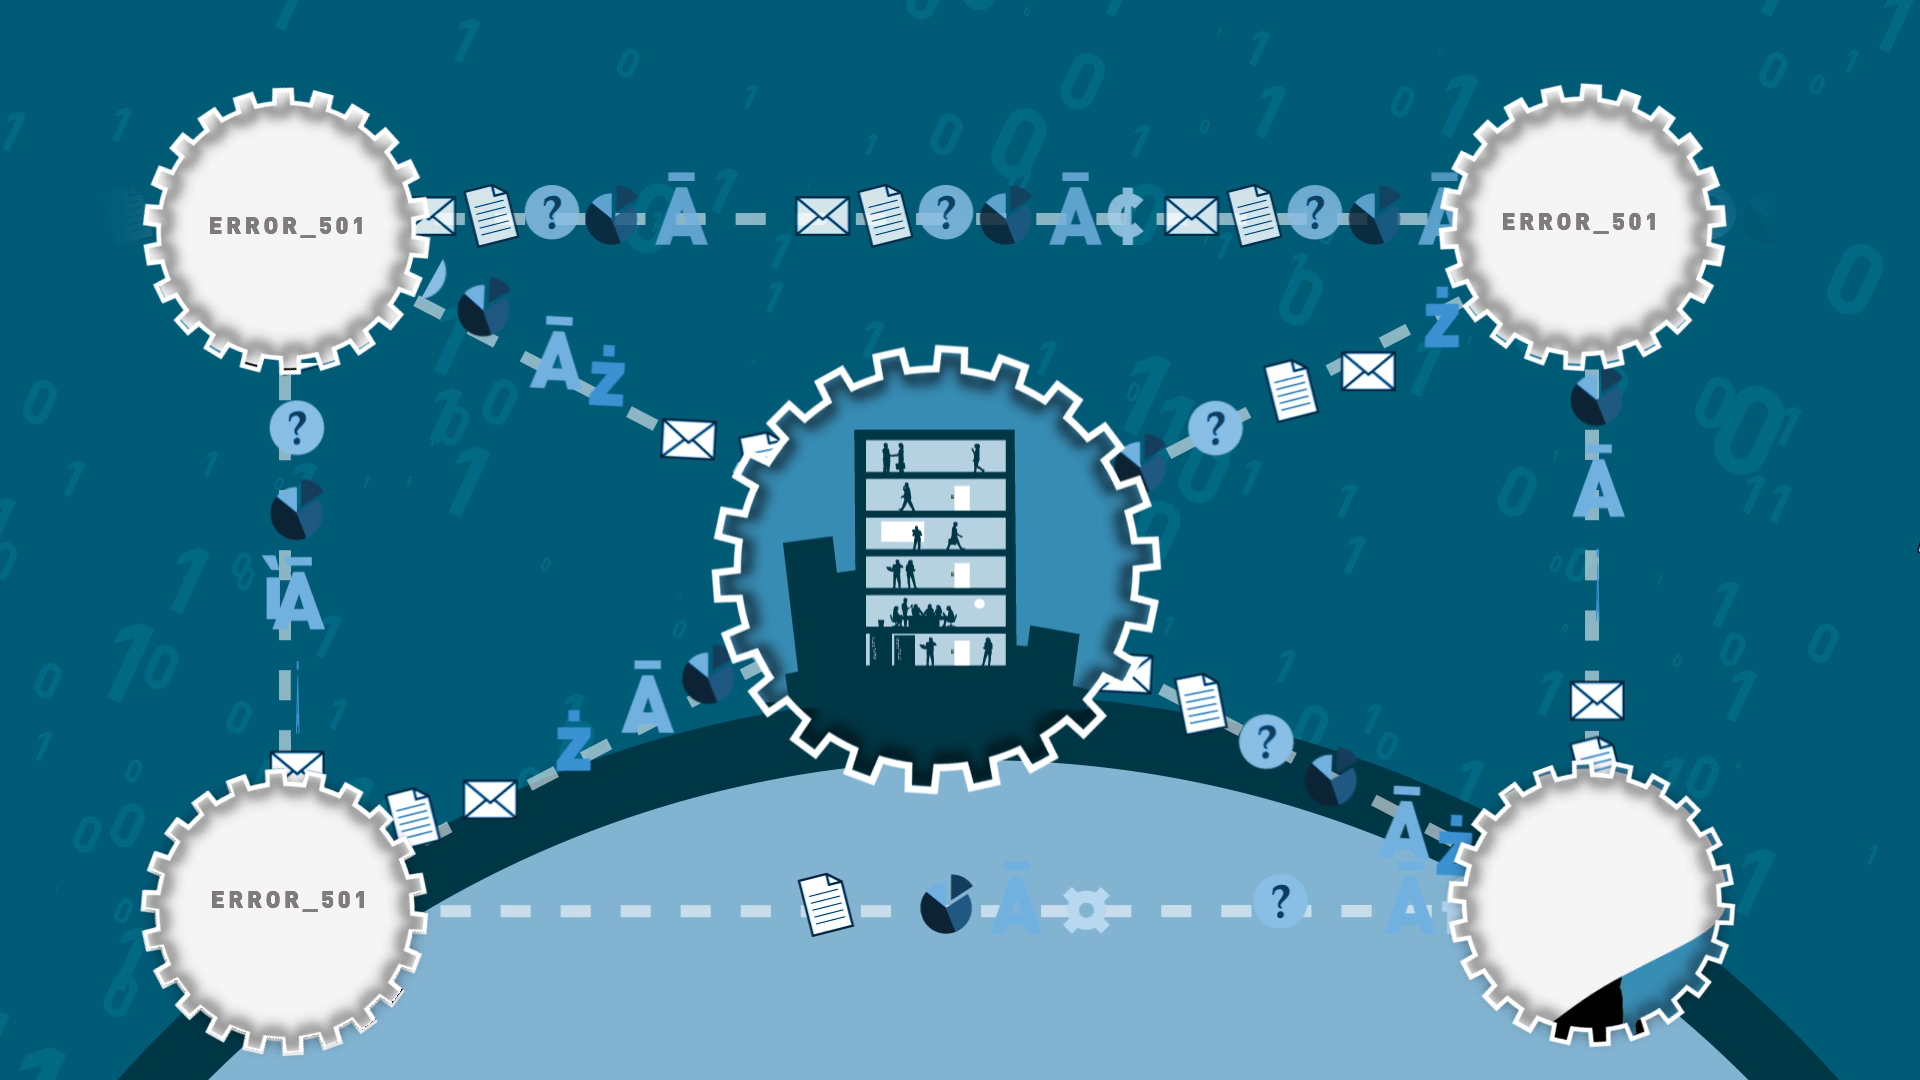 ERROR_501
ERROR_501
? Ā ? Ā ¢ ? Ā
Ā ż
ż
?
?
Ā
Ì Ā
Ā
ż
?
Ā
ż
ERROR_501
Ā ? Ā